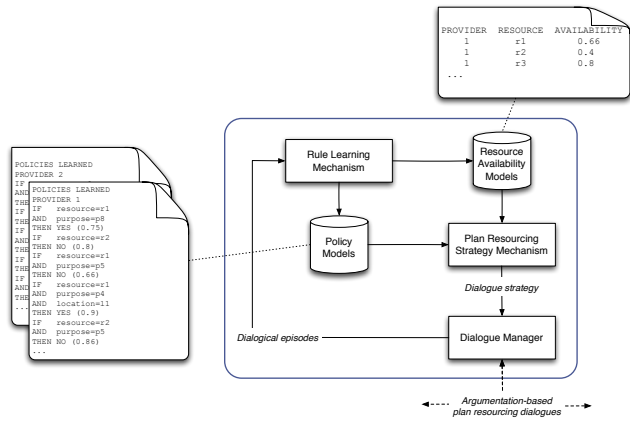 PROVIDER RESOURCE AVAILABILITY
1 r1 0.66
1 r2 0.4
1 r3 0.8
...
Rule Learning
Mechanism
Resource
Availability
Models
Policy
Models
Plan Resourcing
Strategy Mechanism
Dialogue strategy
Dialogue Manager
Dialogical episodes
Argumentation-based
plan resourcing dialogues
POLICIES LEARNED
PROVIDER 2
IF
AND
THE
IF
THE
IF
AND
THE
IF
AND
AND
THE
...
POLICIES LEARNED
PROVIDER 1
IF resource=r1
AND purpose=p8
THEN YES (0.75)
IF resource=r2
THEN NO (0.8)
IF resource=r1
AND purpose=p5
THEN NO (0.66)
IF resource=r1
AND purpose=p4
AND location=l1
THEN YES (0.9)
IF resource=r2
AND purpose=p5
THEN NO (0.86)
...